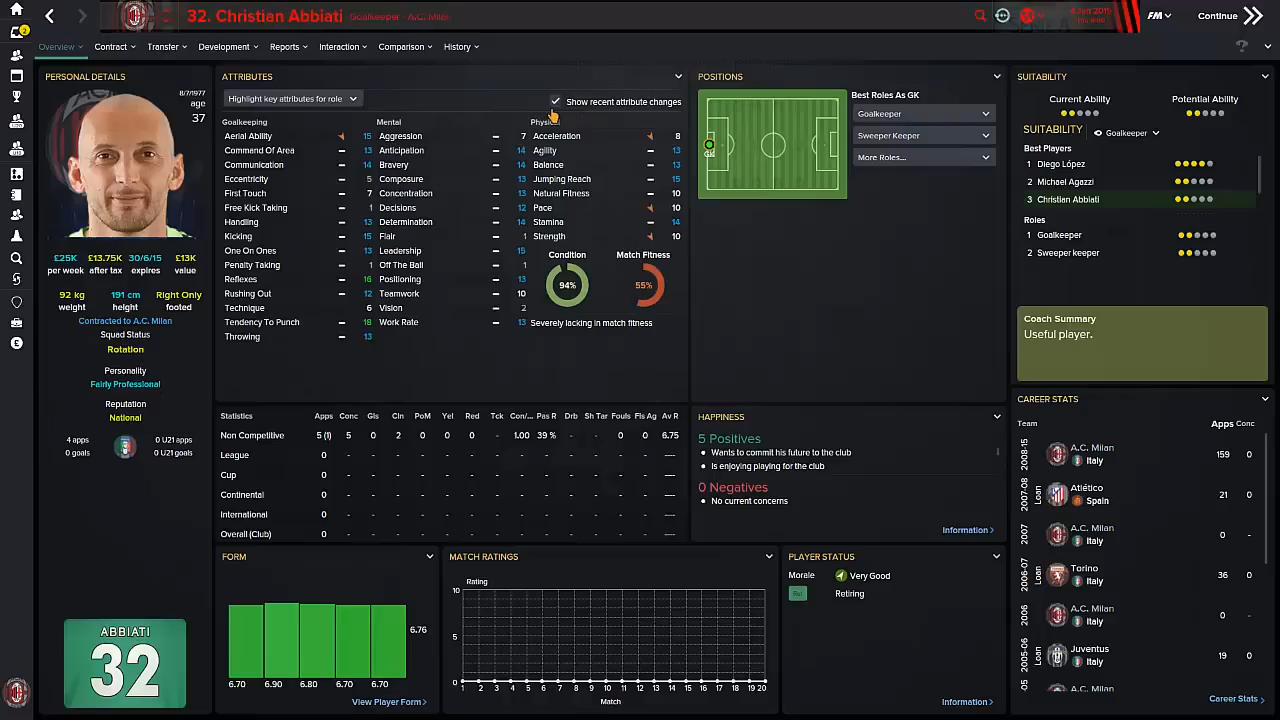 32. Christian Abbiati Goalkeeper - A.C. Milan
2
FM
Continue
Overview
Contract
Transfer
Development
Reports
Interaction
Comparison
History
?
PERSONAL DETAILS
8/7/1977
age
37
£25K per week
£13.75K after tax
30/6/15 expires
£13K value
92 kg weight
191 cm height
Right Only footed
Contracted to A.C. Milan
Squad Status
Rotation
Personality
Fairly Professional
Reputation
National
4 apps
0 goals
0 U21 apps
0 U21 goals
ABBIATI
32
ATTRIBUTES
Highlight key attributes for role
Show recent attribute changes
Goalkeeping
Aerial Ability 15
Command Of Area 13
Communication 14
Eccentricity 5
First Touch 7
Free Kick Taking 1
Handling 13
Kicking 15
One On Ones 13
Penalty Taking 1
Reflexes 16
Rushing Out 12
Technique 6
Tendency To Punch 18
Throwing 13
Mental
Aggression 7
Anticipation 14
Bravery 14
Composure 13
Concentration 13
Decisions 12
Determination 14
Flair 1
Leadership 15
Off The Ball 1
Positioning 13
Teamwork 10
Vision 2
Work Rate 13
Physical
Acceleration 8
Agility 13
Balance 13
Jumping Reach 15
Natural Fitness 10
Pace 10
Stamina 14
Strength 10
Condition
94%
Match Fitness
55%
Severely lacking in match fitness
POSITIONS
GK
Best Roles As GK
Goalkeeper
Sweeper Keeper
More Roles...
SUITABILITY
Current Ability
Potential Ability
SUITABILITY Goalkeeper
Best Players
1 Diego López
2 Michael Agazzi
3 Christian Abbiati
Roles
1 Goalkeeper
2 Sweeper keeper
Coach Summary
Useful player.
Statistics Apps Conc Gls Cln PoM Yel Red Tck Con/... Pas R Drb Sh Tar Fouls Fls Ag Av R
Non Competitive 5 (1) 5 0 2 0 0 0 - 1.00 39 % - - 0 0 6.75
League 0 - - - - - - - - - - - - - ----
Cup 0 - - - - - - - - - - - - - ----
Continental 0 - - - - - - - - - - - - - ----
International 0 - - - - - - - - - - - - - ----
Overall (Club) 0 - - - - - - - - - - - - - ----
HAPPINESS
5 Positives
• Wants to commit his future to the club
• Is enjoying playing for the club
0 Negatives
• No current concerns
Information >
CAREER STATS
Team Apps Conc
2008-15 A.C. Milan Italy 159 0
2007-08 Loan Atlético Spain 21 0
2007 A.C. Milan Italy 0 -
2006-07 Loan Torino Italy 36 0
2006 A.C. Milan Italy 0 -
2005-06 Loan Juventus Italy 19 0
-05 A.C. Milan
Career Stats >
FORM
6.76
6.70 6.90 6.80 6.70 6.70
View Player Form >
MATCH RATINGS
Rating
10
5
0
1 2 3 4 5 6 7 8 9 10 11 12 13 14 15 16 17 18 19 20
Match
PLAYER STATUS
Morale Very Good
Ret Retiring
Information >